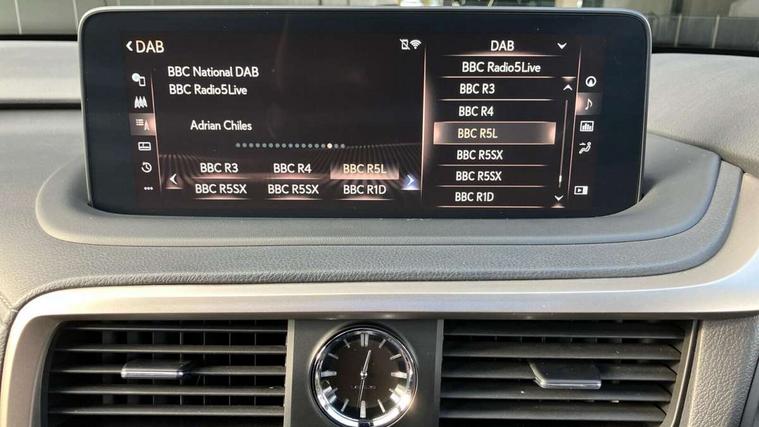 DAB
BBC National DAB
BBC Radio5Live
Adrian Chiles
BBC R3 BBC R4 BBC R5L
BBC R5SX BBC R5SX BBC R1D
DAB
BBC Radio5Live
BBC R3
BBC R4
BBC R5L
BBC R5SX
BBC R5SX
BBC R1D
LEXUS